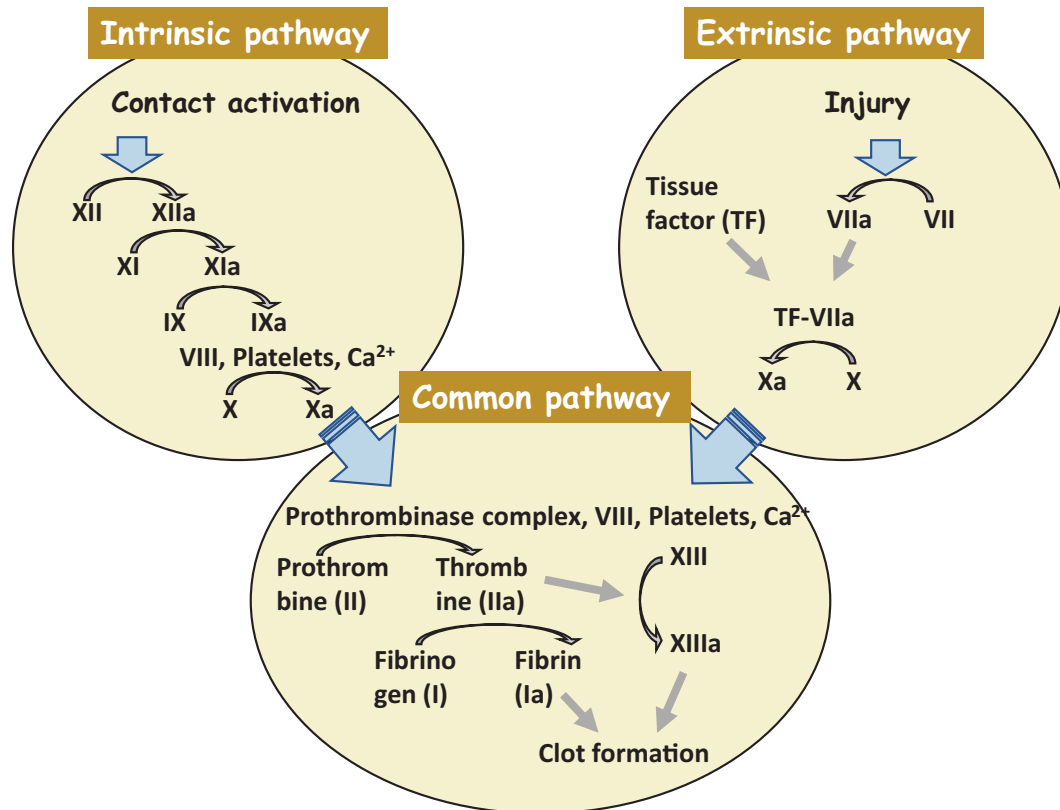 Intrinsic pathway
Contact activation
XII
XIIa
XI
XIa
IX
IXa
VIII, Platelets, Ca2+
X
Xa
Extrinsic pathway
Injury
Tissue
factor (TF)
VIIa
VII
TF-VIIa
Xa
X
Common pathway
Prothrombinase complex, VIII, Platelets, Ca2+
Prothrom
bine (II)
Thromb
ine (IIa)
XIII
XIIIa
Fibrino
gen (I)
Fibrin
(Ia)
Clot formation